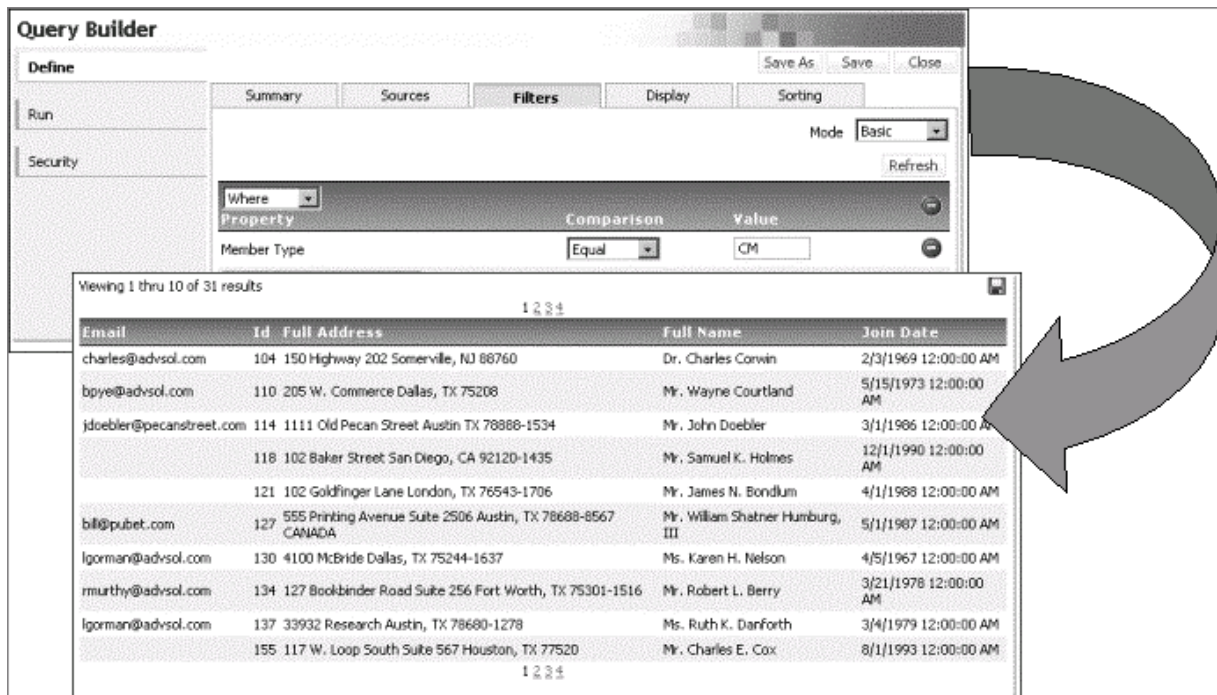 Query Builder
Define
Save As Save Close
Summary Sources Filters Display Sorting
Run
Mode Basic
Security
Refresh
Where
Property Comparison Value
Member Type Equal CM
Viewing 1 thru 10 of 31 results
1 2 3 4
Email Id Full Address Full Name Join Date
charles@advsol.com 104 150 Highway 202 Somerville, NJ 88760 Dr. Charles Corwin 2/3/1969 12:00:00 AM
bpye@advsol.com 110 205 W. Commerce Dallas, TX 75208 Mr. Wayne Courtland 5/15/1973 12:00:00
AM
jdoebler@pecanstreet.com 114 1111 Old Pecan Street Austin TX 78888-1534 Mr. John Doebler 3/1/1986 12:00:00 AM
118 102 Baker Street San Diego, CA 92120-1435 Mr. Samuel K. Holmes 12/1/1990 12:00:00
AM
121 102 Goldfinger Lane London, TX 76543-1706 Mr. James N. Bondlum 4/1/1988 12:00:00 AM
bill@pubet.com 127 555 Printing Avenue Suite 2506 Austin, TX 78688-8567 Mr. William Shatner Humburg, 5/1/1987 12:00:00 AM
CANADA III
lgorman@advsol.com 130 4100 McBride Dallas, TX 75244-1637 Ms. Karen H. Nelson 4/5/1967 12:00:00 AM
rmurthy@advsol.com 134 127 Bookbinder Road Suite 256 Fort Worth, TX 75301-1516 Mr. Robert L. Berry 3/21/1978 12:00:00
AM
lgorman@advsol.com 137 33932 Research Austin, TX 78680-1278 Ms. Ruth K. Danforth 3/4/1979 12:00:00 AM
155 117 W. Loop South Suite 567 Houston, TX 77520 Mr. Charles E. Cox 8/1/1993 12:00:00 AM
1 2 3 4